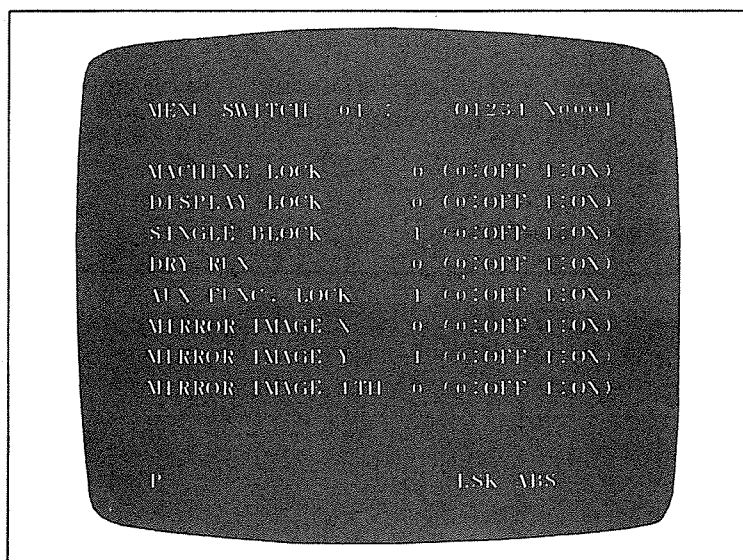 MENU SWITCH 01 : O1234 N0001
MACHINE LOCK 0 (0:OFF 1:ON)
DISPLAY LOCK 0 (0:OFF 1:ON)
SINGLE BLOCK 1 (0:OFF 1:ON)
DRY RUN 0 (0:OFF 1:ON)
AUX FUNC. LOCK 1 (0:OFF 1:ON)
MIRROR IMAGE X 0 (0:OFF 1:ON)
MIRROR IMAGE Y 1 (0:OFF 1:ON)
MIRROR IMAGE 4TH 0 (0:OFF 1:ON)
P LSK ABS